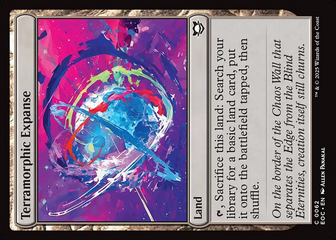 Terramorphic Expanse
Land
, Sacrifice this land: Search your
library for a basic land card, put
it onto the battlefield tapped, then
shuffle.
On the border of the Chaos Wall that
separates the Edge from the Blind
Eternities, creation itself still churns.
C 0062
EOC • EN Allen Panakal
™ & © 2025 Wizards of the Coast